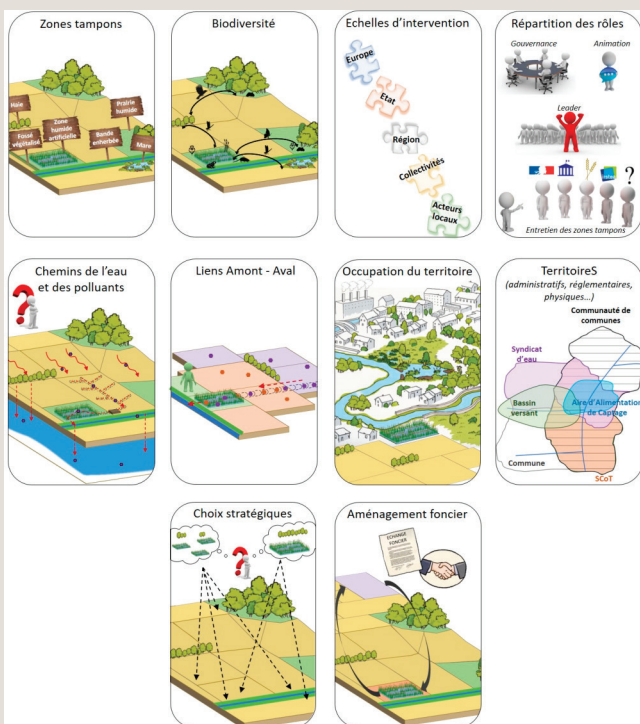 Zones tampons
Haie
Prairie
humide
Fossé
végétalisé
Zone
humide
artificielle
Bande
enherbée
Mare
Biodiversité
Echelles d'intervention
Europe
Etat
Région
Collectivités
Acteurs
locaux
Répartition des rôles
Gouvernance
Animation
Leader
?
Entretien des zones tampons
Chemins de l'eau
et des polluants
Liens Amont - Aval
Occupation du territoire
TerritoireS
(administratifs, réglementaires,
physiques…)
Communauté de
communes
Syndicat
d'eau
Bassin
versant
Aire d'Alimentation
de Captage
Commune
SCoT
Choix stratégiques
Aménagement foncier
ECHANGE
FONCIER